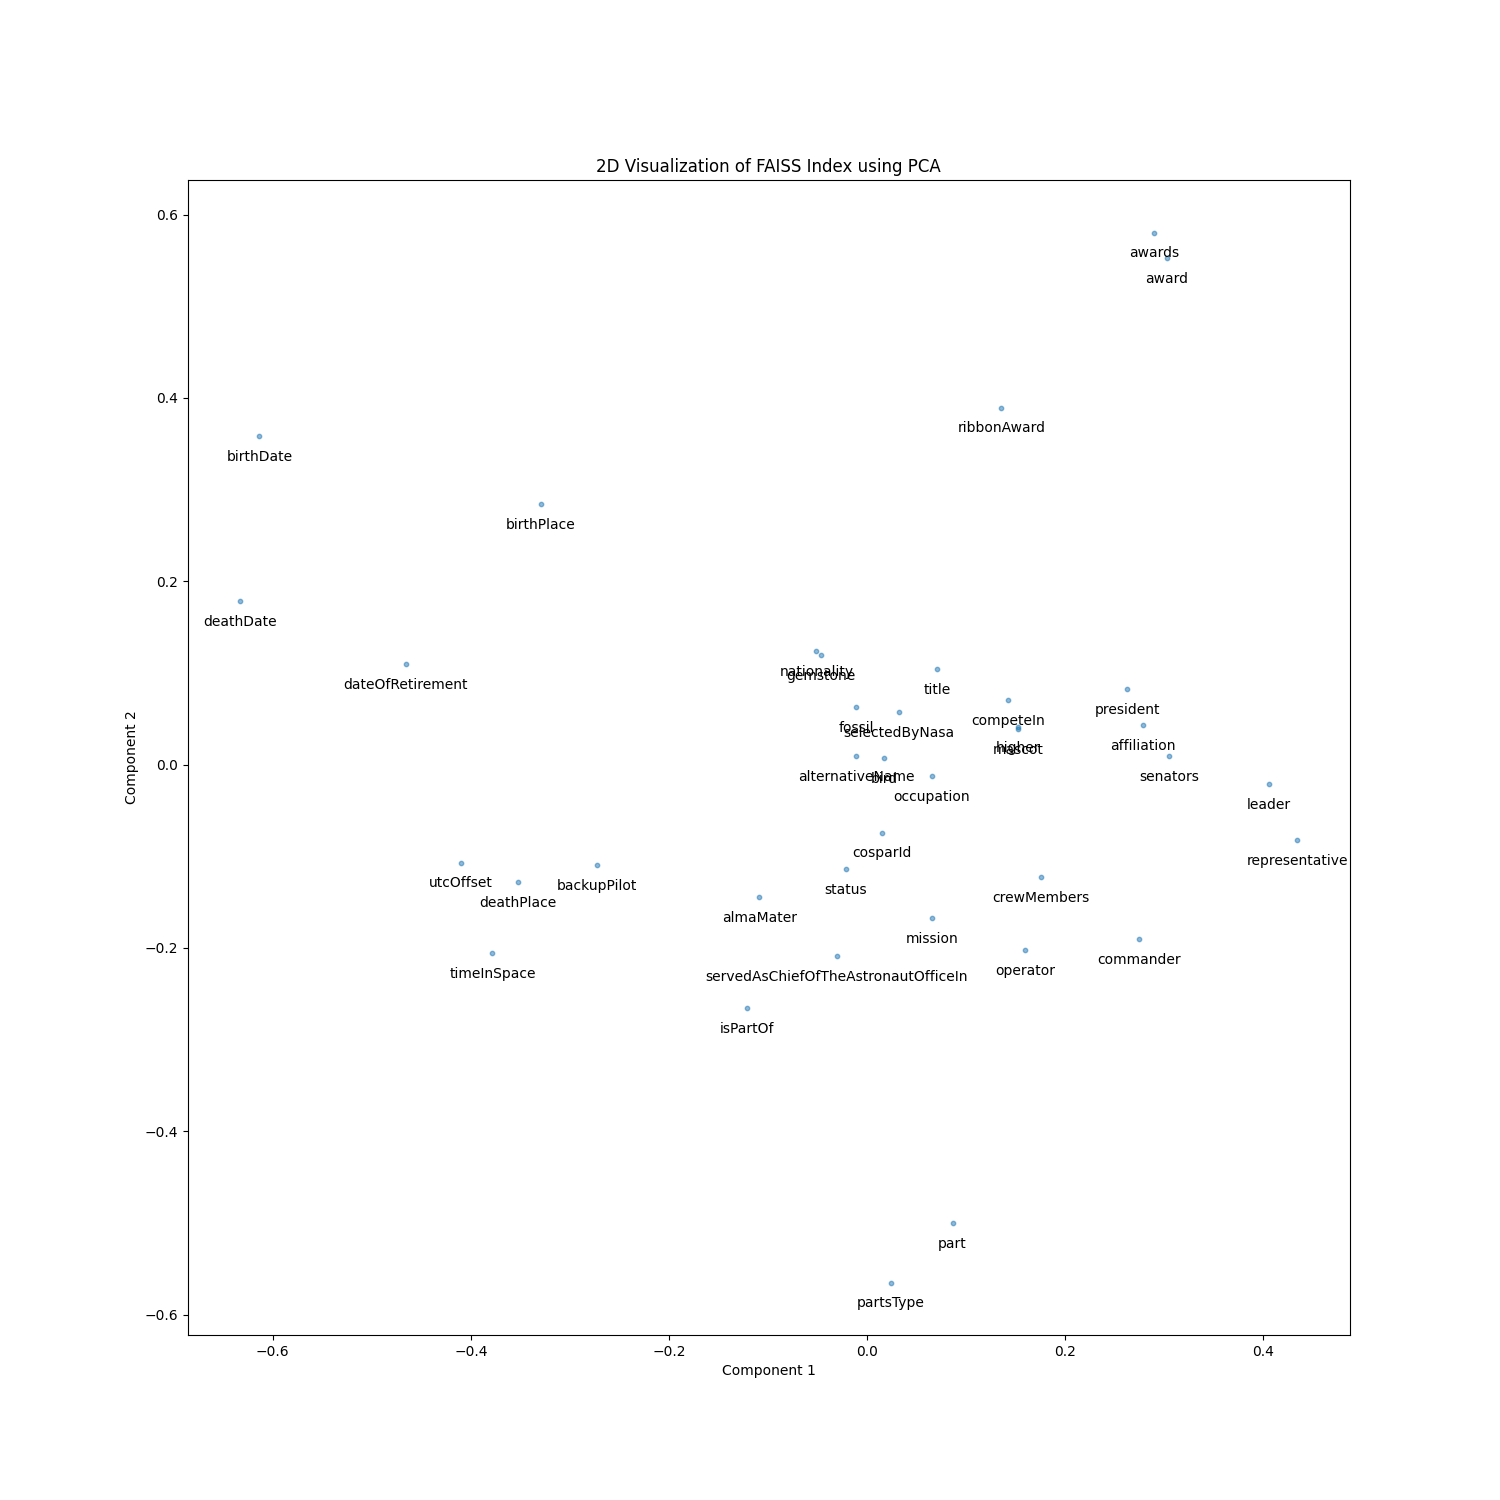 2D Visualization of FAISS Index using PCA
0.6
awards
award
0.4
ribbonAward
birthDate
birthPlace
0.2
deathDate
nationality
gemstone
dateOfRetirement
title
president
competeIn
fossil
selectedByNasa
affiliation
higher
mascot
0.0
alternativeName
bird
senators
occupation
leader
Component 2
cosparId
representative
utcOffset
backupPilot
status
crewMembers
deathPlace
almaMater
mission
−0.2
commander
operator
timeInSpace
servedAsChiefOfTheAstronautOfficeIn
isPartOf
−0.4
part
partsType
−0.6
−0.6 −0.4 −0.2 0.0 0.2 0.4
Component 1